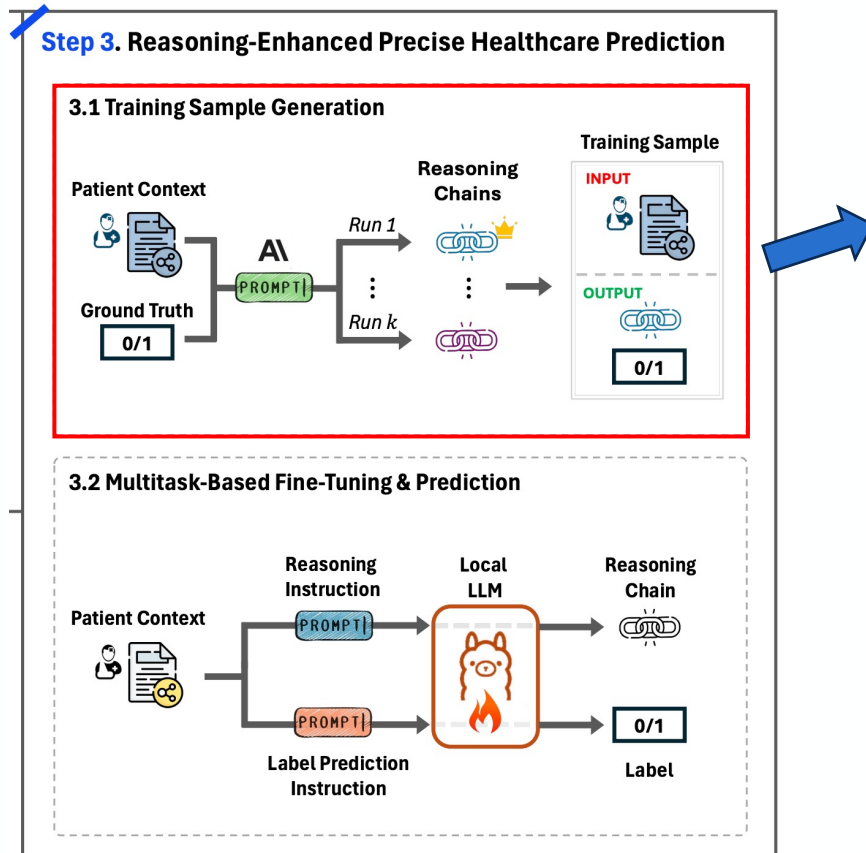 Step 3. Reasoning-Enhanced Precise Healthcare Prediction
3.1 Training Sample Generation
Training Sample
Patient Context
Reasoning
Chains
INPUT
Run 1
A\
PROMPT
Ground Truth
0/1
Run k
OUTPUT
0/1
3.2 Multitask-Based Fine-Tuning & Prediction
Reasoning
Instruction
Local
LLM
Reasoning
Chain
Patient Context
PROMPT
PROMPT
0/1
Label Prediction
Instruction
Label